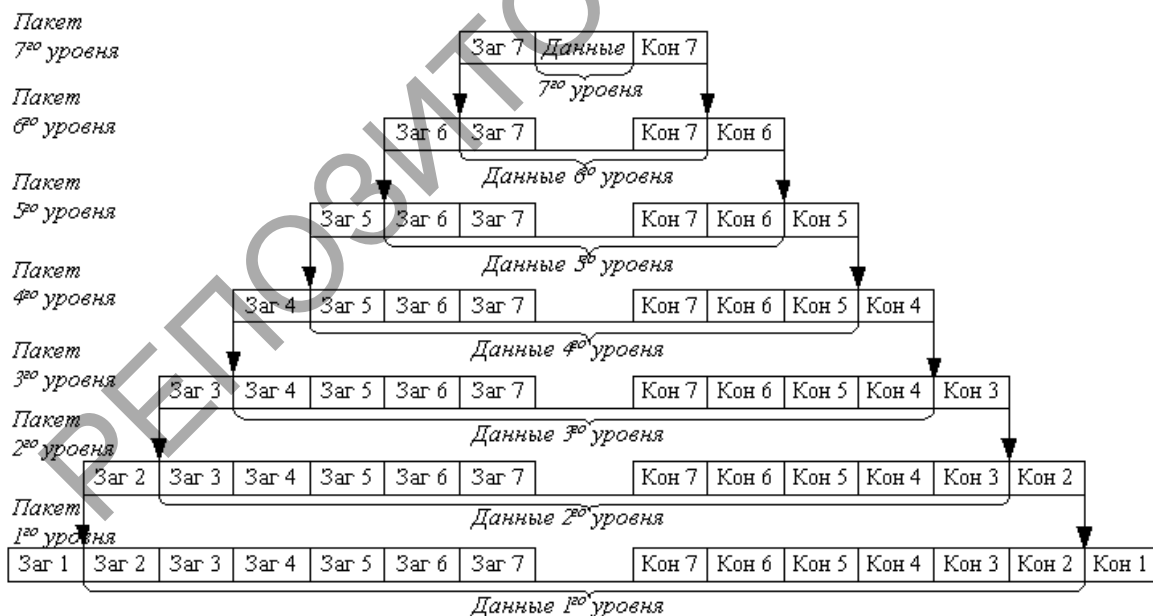 Пакет
7го уровня
Заг 7 Данные Кон 7
7го уровня
Пакет
6го уровня
Заг 6 Заг 7 Кон 7 Кон 6
Данные 6го уровня
Пакет
5го уровня
Заг 5 Заг 6 Заг 7 Кон 7 Кон 6 Кон 5
Данные 5го уровня
Пакет
4го уровня
Заг 4 Заг 5 Заг 6 Заг 7 Кон 7 Кон 6 Кон 5 Кон 4
Данные 4го уровня
Пакет
3го уровня
Заг 3 Заг 4 Заг 5 Заг 6 Заг 7 Кон 7 Кон 6 Кон 5 Кон 4 Кон 3
Данные 3го уровня
Пакет
2го уровня
Заг 2 Заг 3 Заг 4 Заг 5 Заг 6 Заг 7 Кон 7 Кон 6 Кон 5 Кон 4 Кон 3 Кон 2
Данные 2го уровня
Пакет
1го уровня
Заг 1 Заг 2 Заг 3 Заг 4 Заг 5 Заг 6 Заг 7 Кон 7 Кон 6 Кон 5 Кон 4 Кон 3 Кон 2 Кон 1
Данные 1го уровня
РЕПОЗИТО